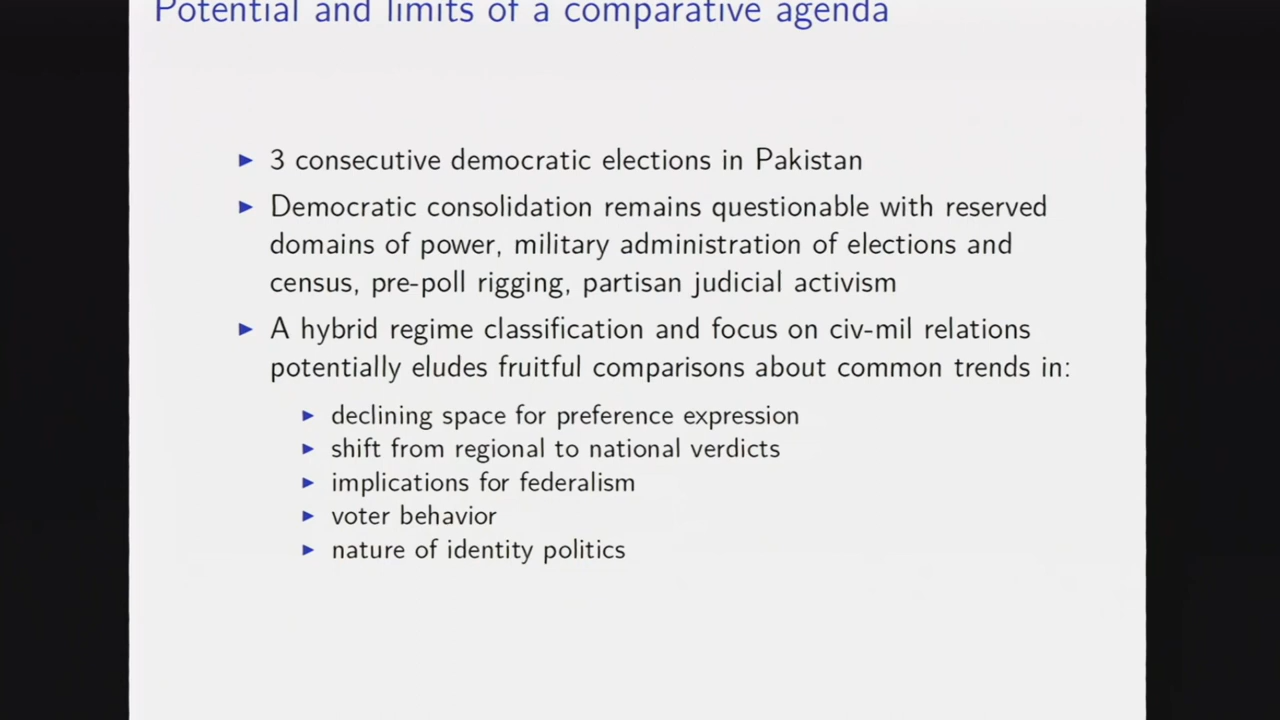 Potential and limits of a comparative agenda
▶ 3 consecutive democratic elections in Pakistan
▶ Democratic consolidation remains questionable with reserved
domains of power, military administration of elections and
census, pre-poll rigging, partisan judicial activism
▶ A hybrid regime classification and focus on civ-mil relations
potentially eludes fruitful comparisons about common trends in:
▶ declining space for preference expression
▶ shift from regional to national verdicts
▶ implications for federalism
▶ voter behavior
▶ nature of identity politics